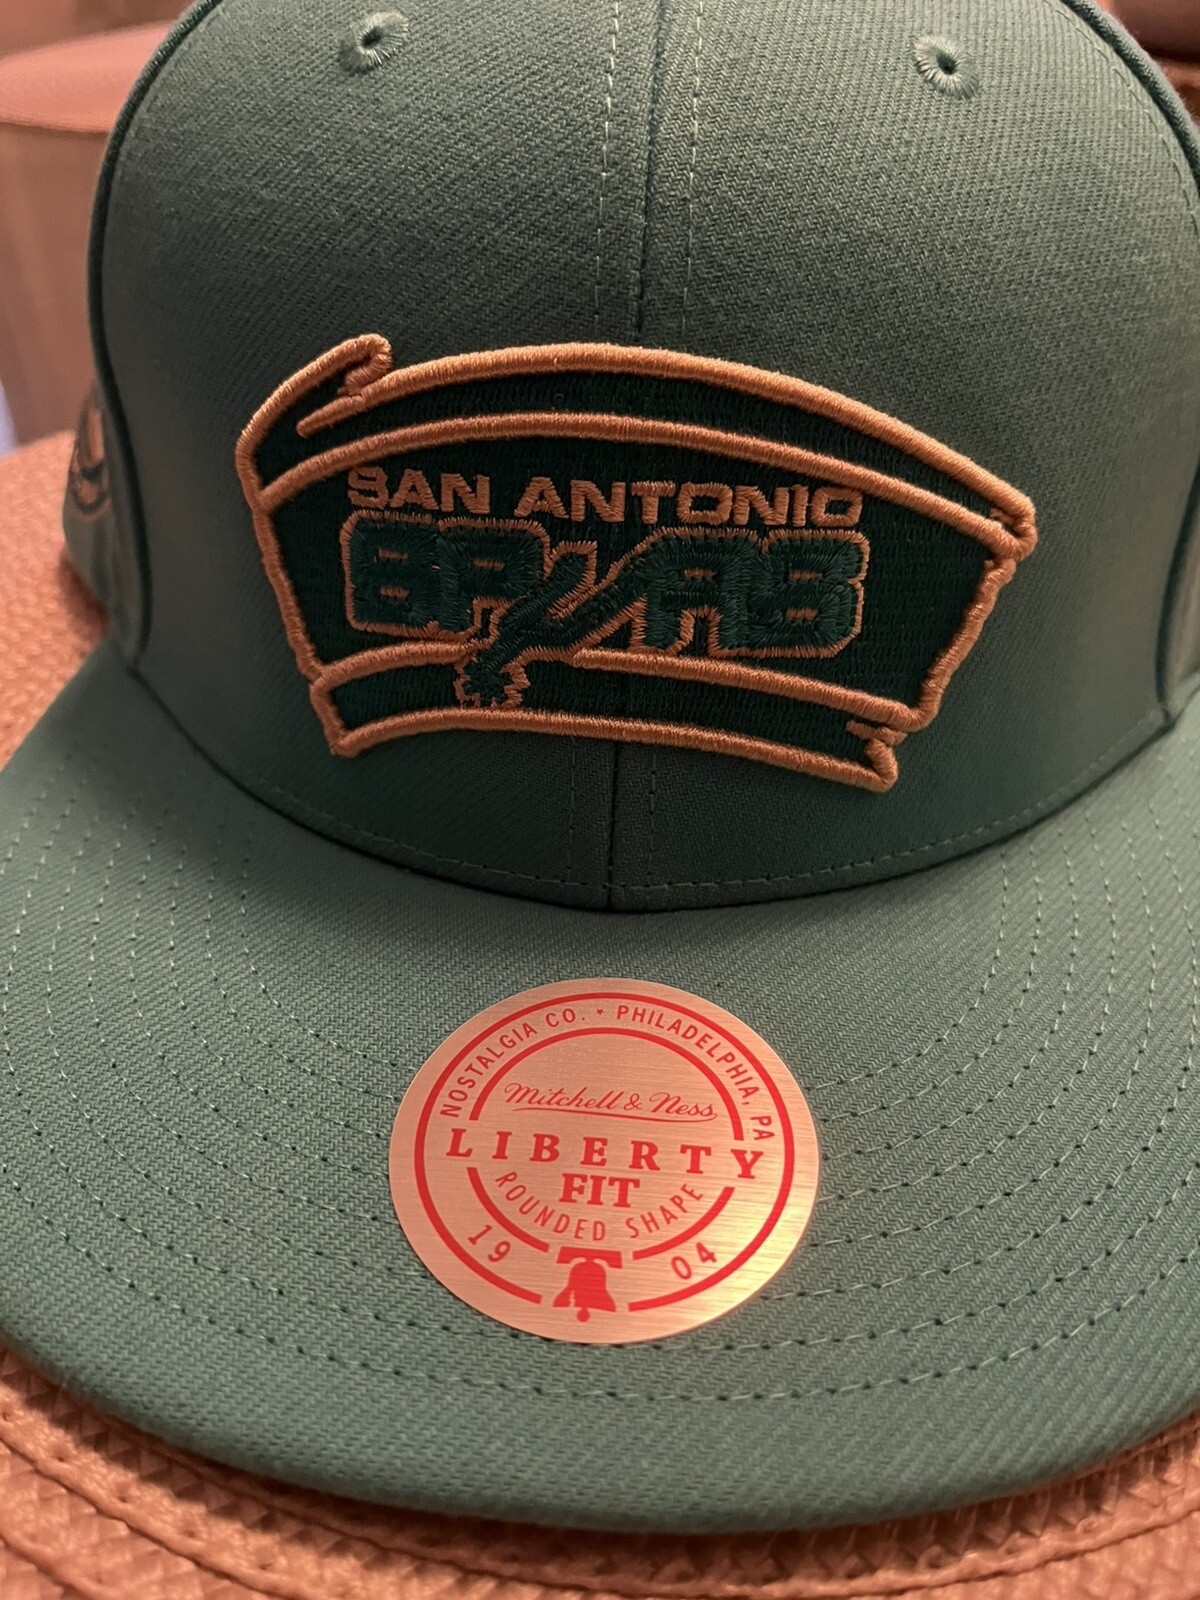 SAN ANTONIO
SPURS
NOSTALGIA CO. * PHILADELPHIA, PA
Mitchell & Ness
LIBERTY
FIT
ROUNDED SHAPE
19 04